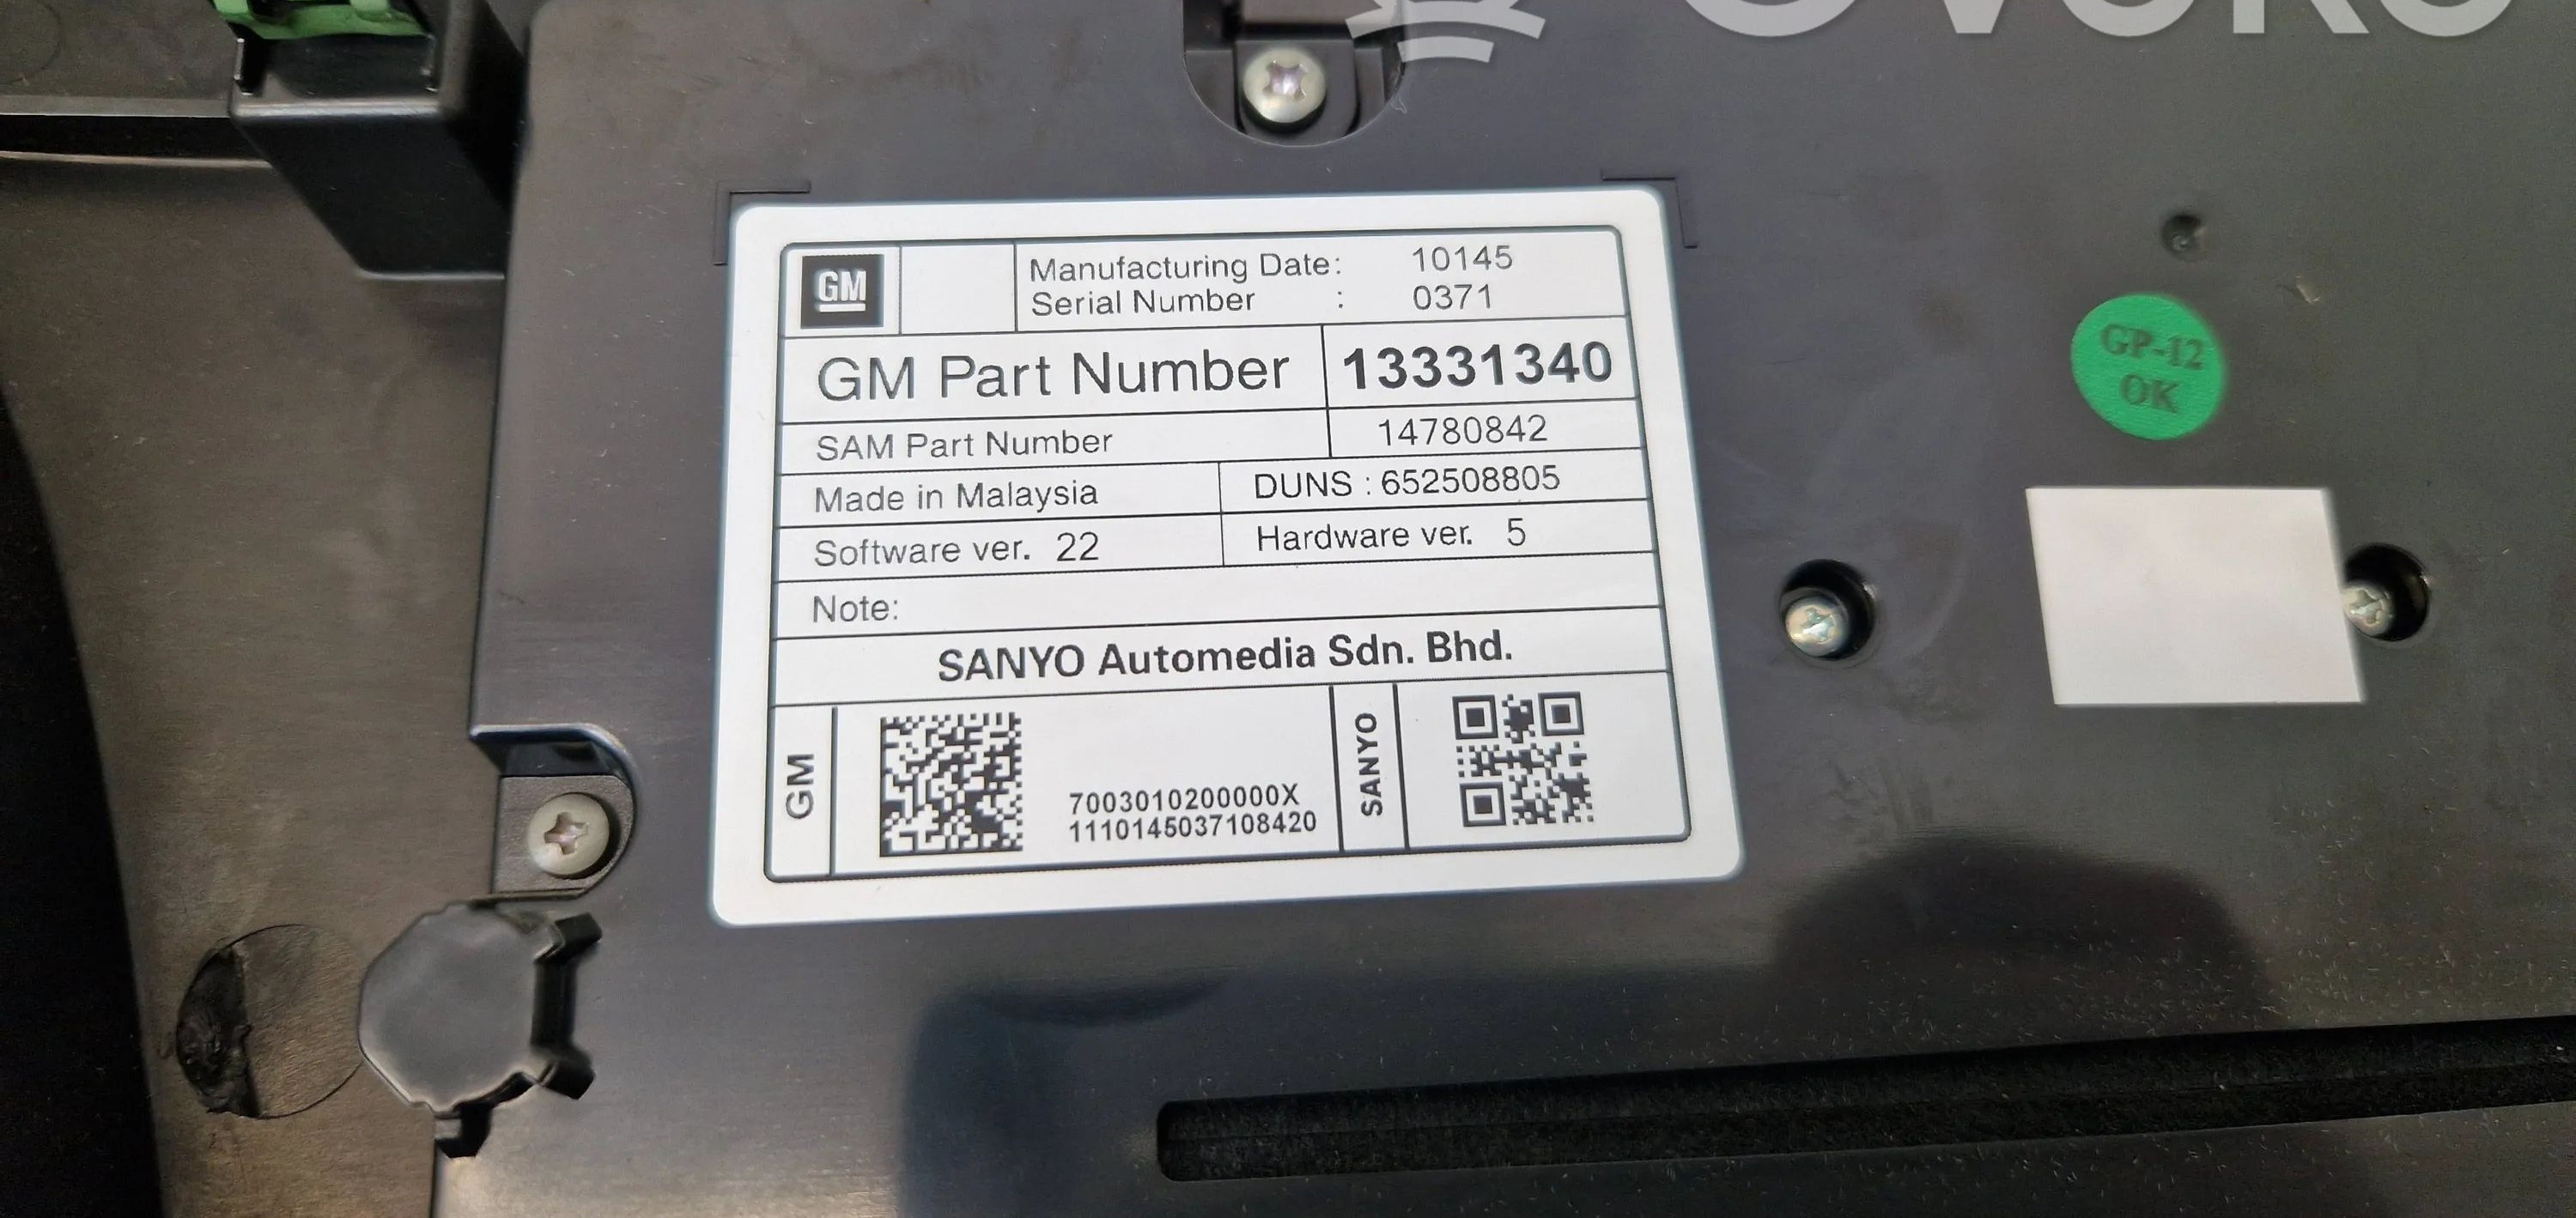 GM
Manufacturing Date: 10145
Serial Number : 0371
GM Part Number 13331340
SAM Part Number 14780842
Made in Malaysia DUNS : 652508805
Software ver. 22 Hardware ver. 5
Note:
SANYO Automedia Sdn. Bhd.
GM
7003010200000X
1110145037108420
SANYO
GP-12
OK